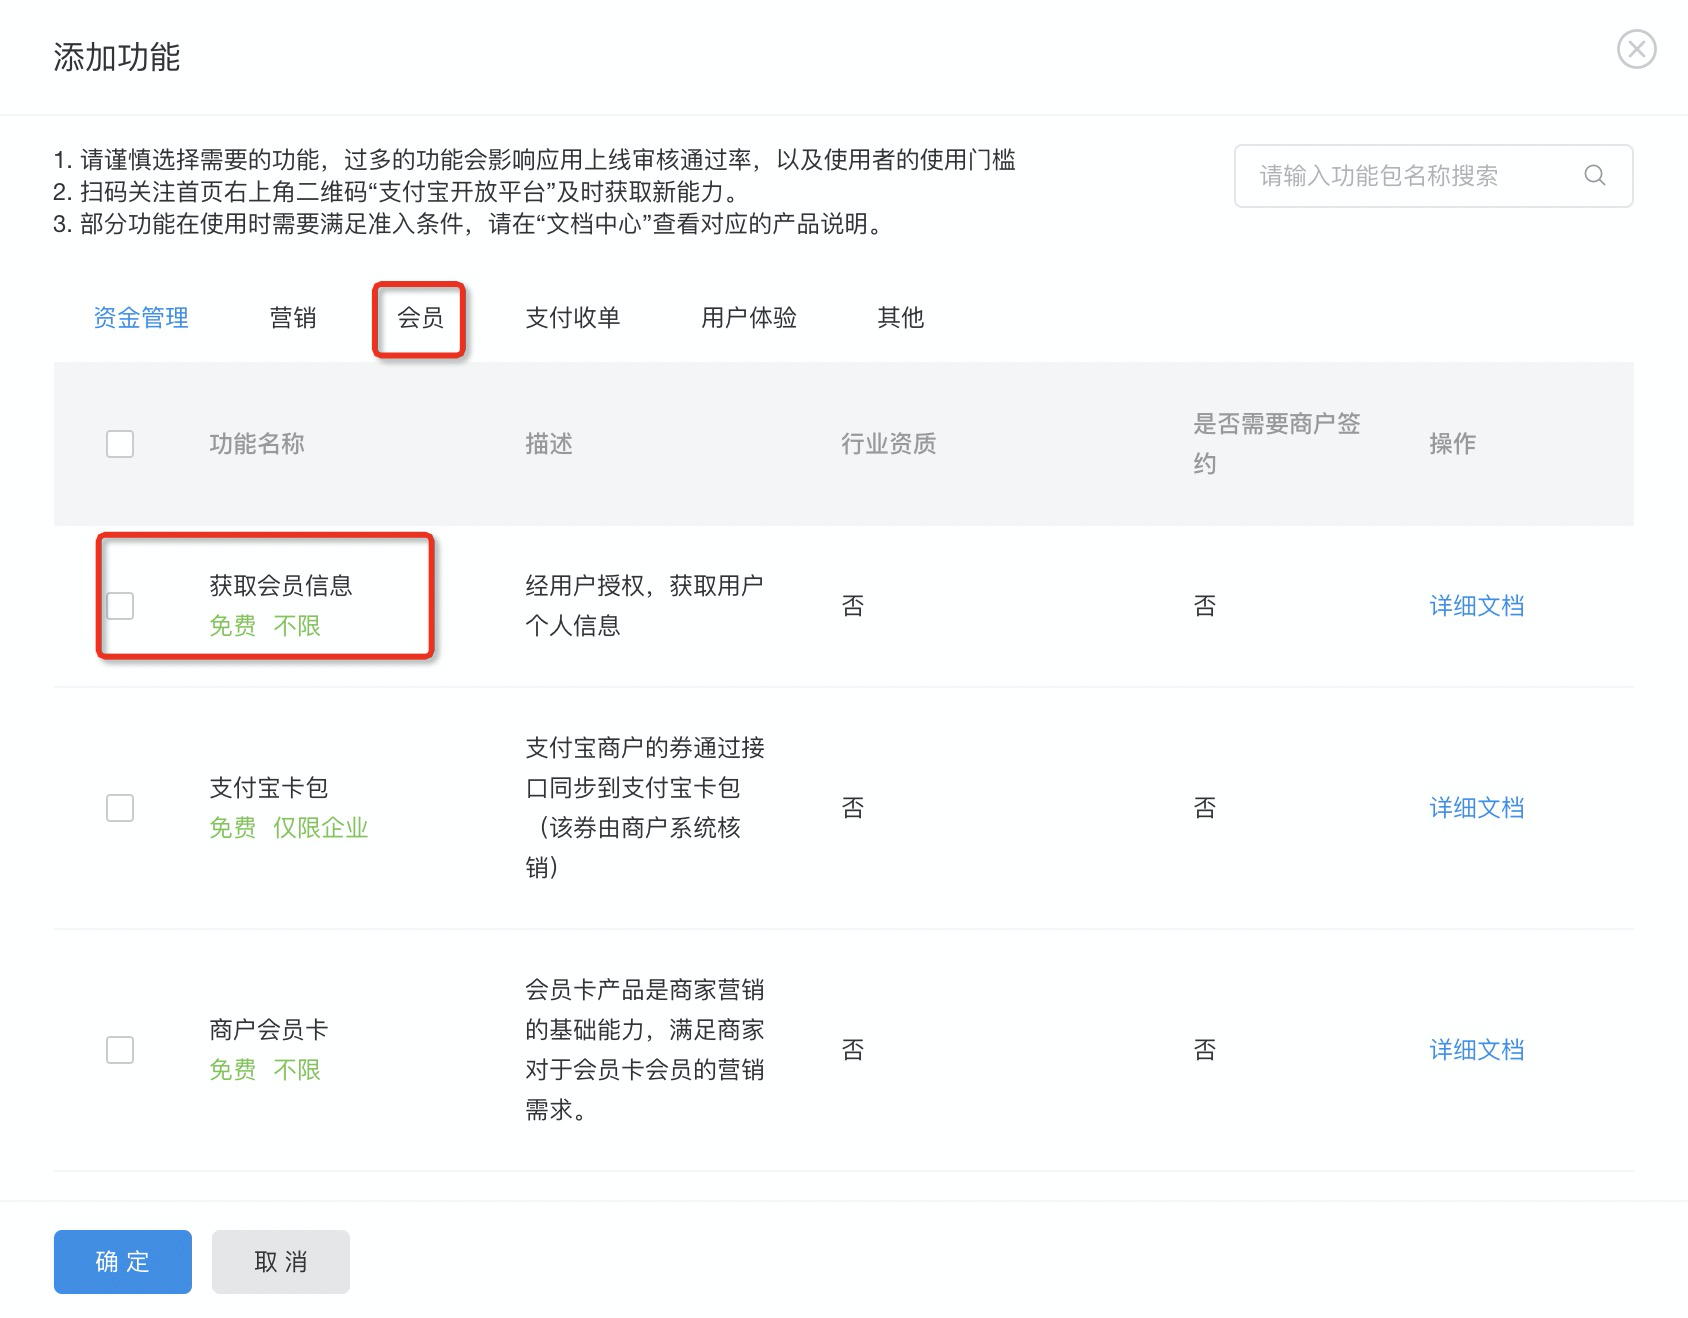 添加功能
1. 请谨慎选择需要的功能，过多的功能会影响应用上线审核通过率，以及使用者的使用门槛
2. 扫码关注首页右上角二维码“支付宝开放平台”及时获取新能力。
3. 部分功能在使用时需要满足准入条件，请在“文档中心”查看对应的产品说明。
请输入功能包名称搜索
资金管理 营销 会员 支付收单 用户体验 其他
功能名称 描述 行业资质 是否需要商户签
约 操作
获取会员信息
免费 不限
经用户授权，获取用户
个人信息
否 否 详细文档
支付宝卡包
免费 仅限企业
支付宝商户的券通过接
口同步到支付宝卡包
（该券由商户系统核
销）
否 否 详细文档
商户会员卡
免费 不限
会员卡产品是商家营销
的基础能力，满足商家
对于会员卡会员的营销
需求。
否 否 详细文档
确 定 取 消